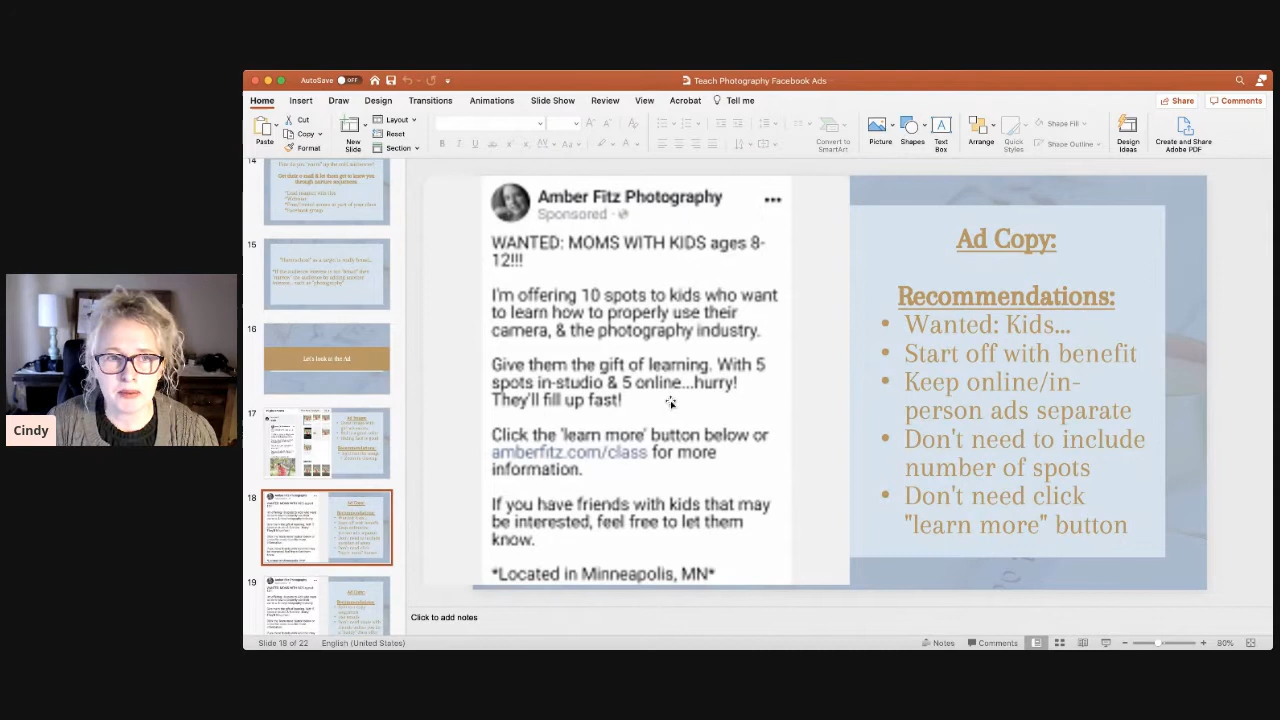 AutoSave OFF
Teach Photography Facebook Ads
Home Insert Draw Design Transitions Animations Slide Show Review View Acrobat Tell me
Share Comments
Paste
Cut
Copy
Format
New Slide
Layout
Reset
Section
Convert to SmartArt
Picture
Shapes
Text Box
Arrange
Quick Styles
Shape Fill
Shape Outline
Design Ideas
Create and Share Adobe PDF
14
15
16
Let's look at the Ad
17
18
19
Amber Fitz Photography
Sponsored ·
WANTED: MOMS WITH KIDS ages 8-
12!!!
I'm offering 10 spots to kids who want
to learn how to properly use their
camera, & the photography industry.
Give them the gift of learning. With 5
spots in-studio & 5 online...hurry!
They'll fill up fast!
Click the 'learn more' button below or
amberfitz.com/class for more
information.
If you have friends with kids that may
be interested, feel free to let them
know.
*Located in Minneapolis, MN*
Ad Copy:
Recommendations:
• Wanted: Kids...
• Start off with benefit
• Keep online/in-
person ads separate
• Don't need to include
number of spots
• Don't need click
"learn more" button
Cindy
Click to add notes
Slide 18 of 22 English (United States)
Notes Comments 80%